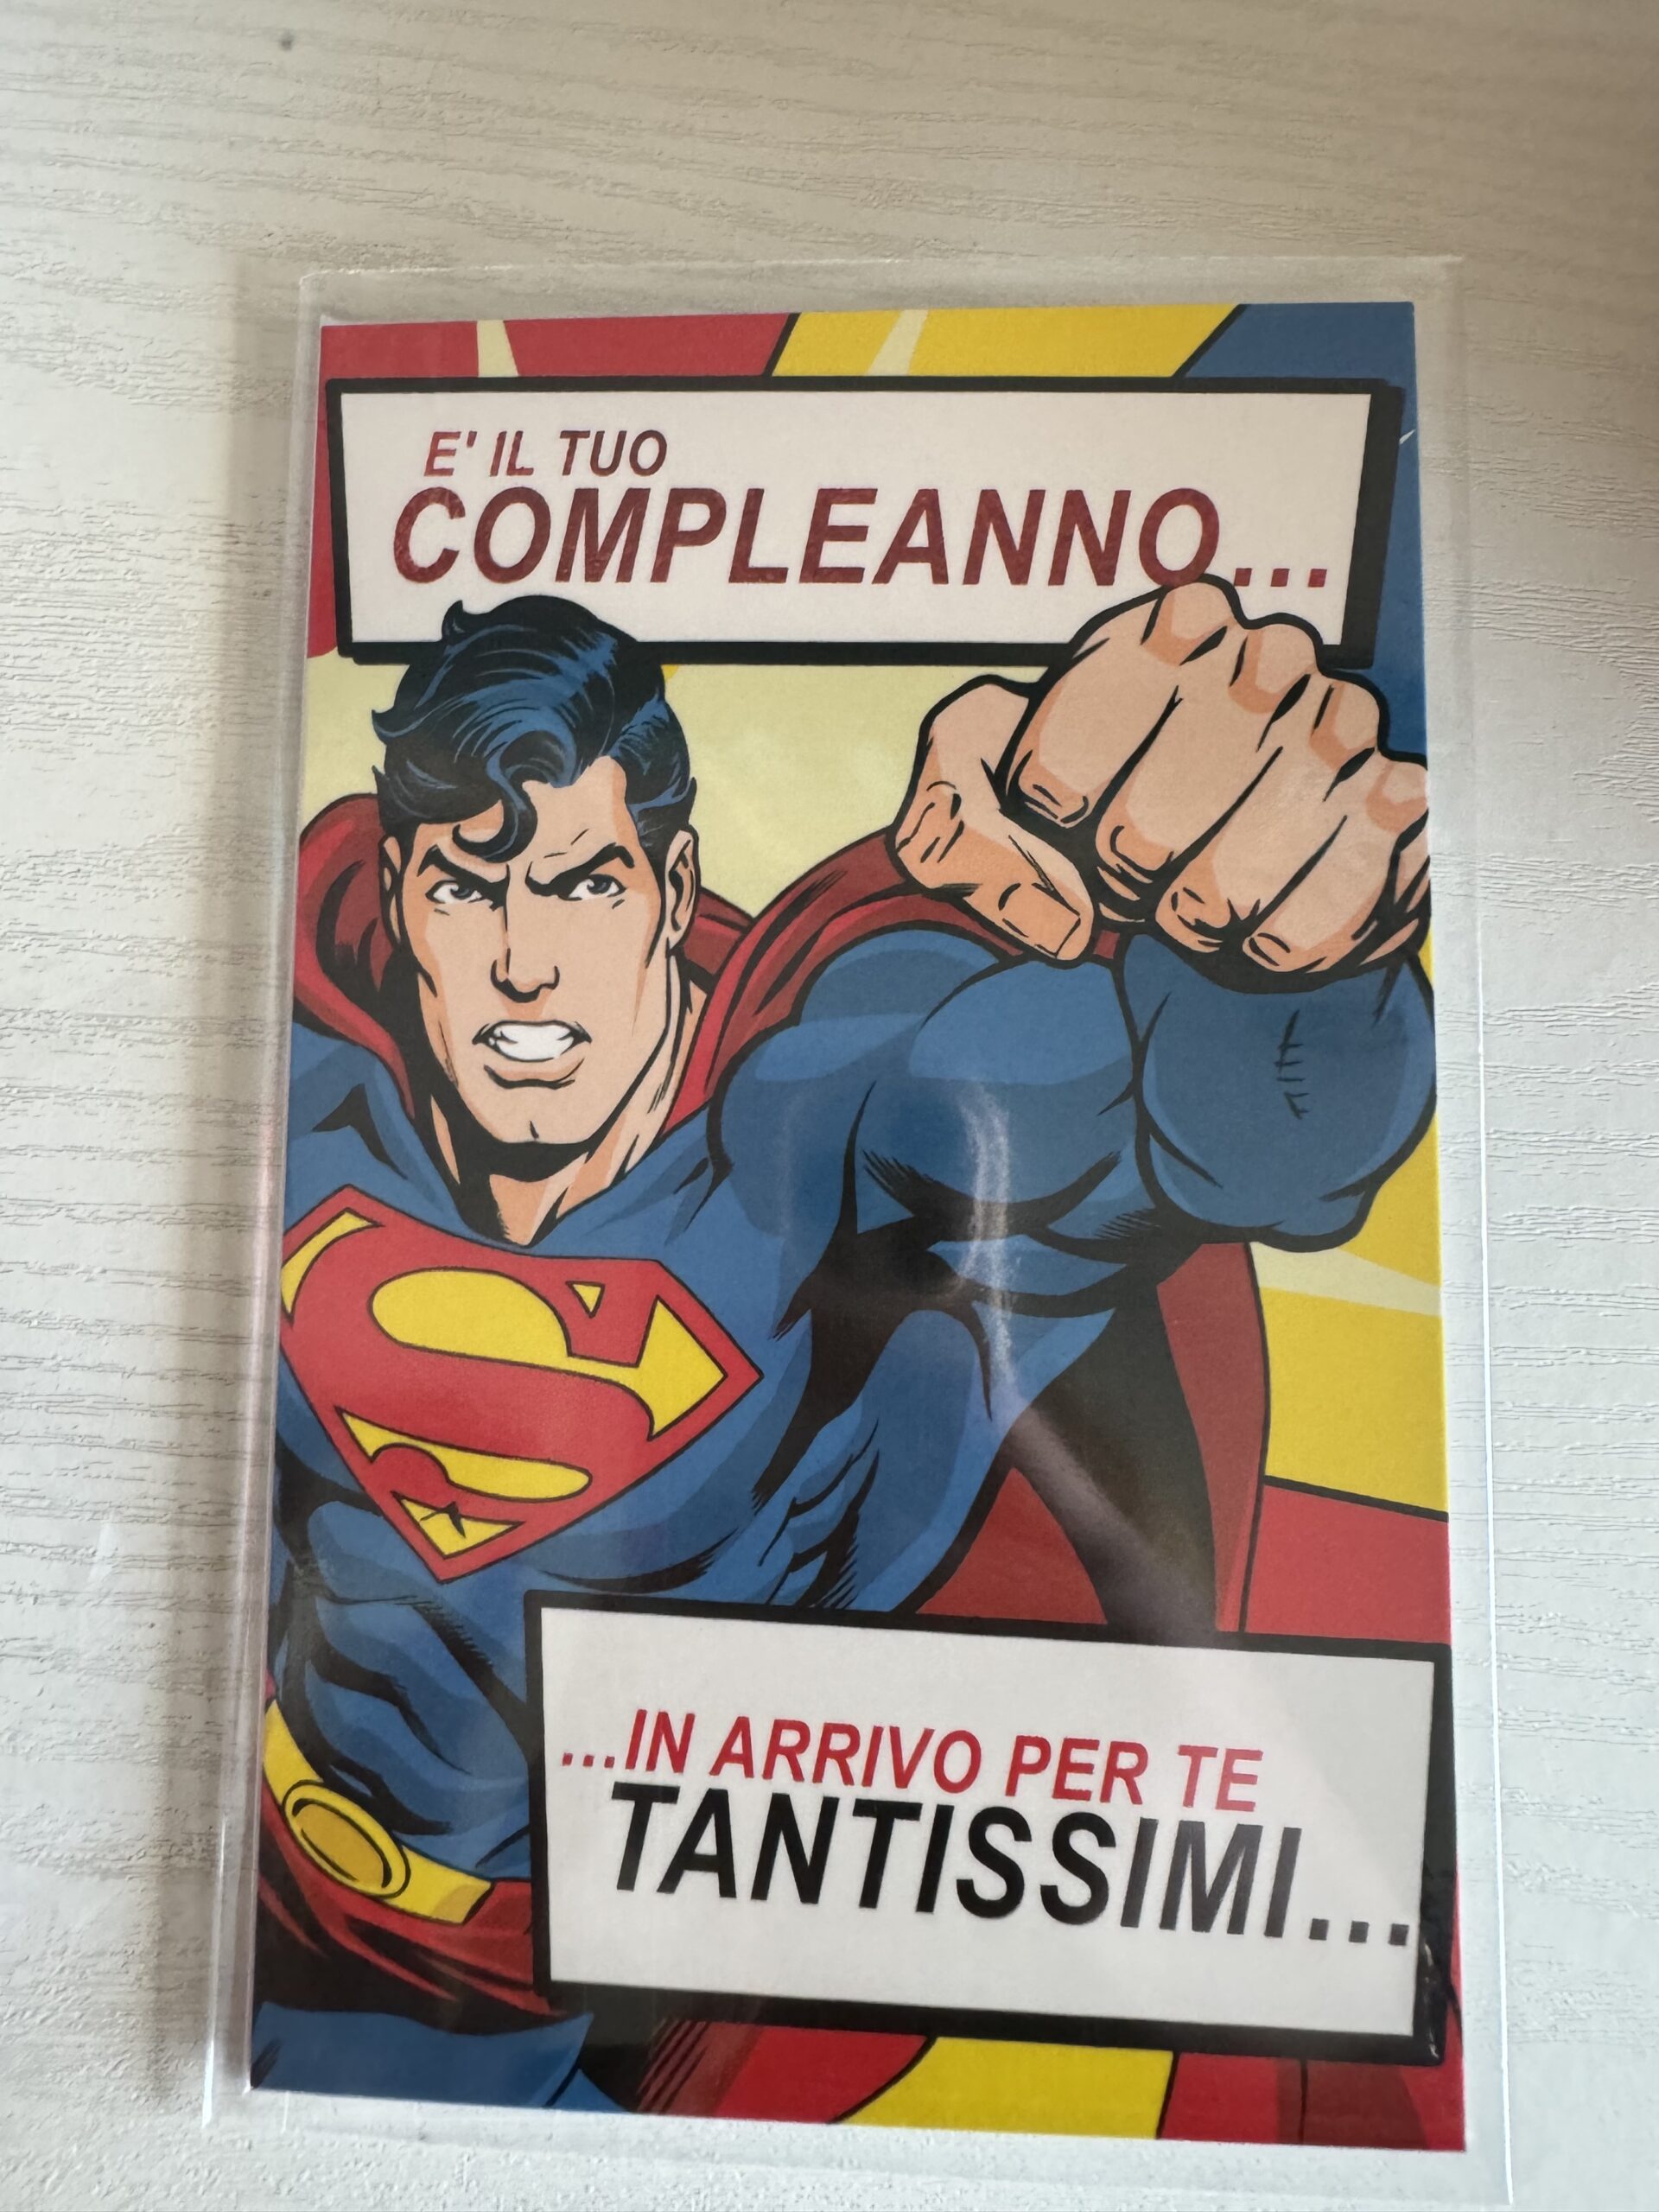 E' IL TUO
COMPLEANNO...
...IN ARRIVO PER TE
TANTISSIMI...